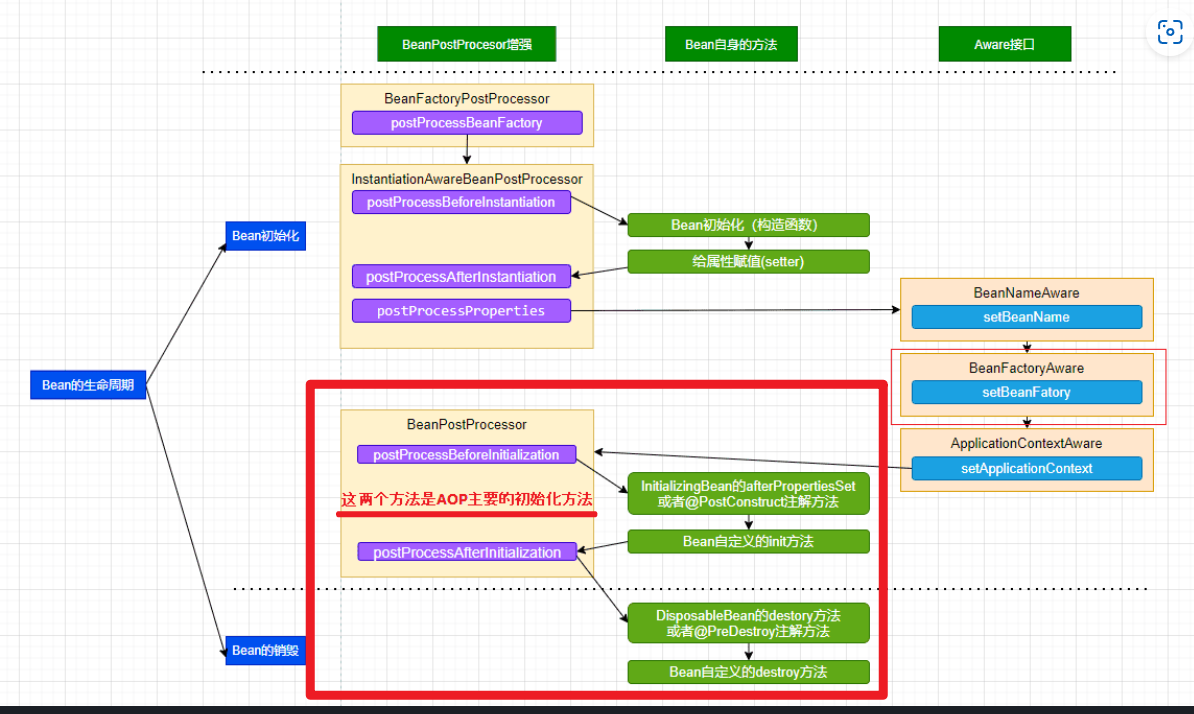 BeanPostProcesor增强
Bean自身的方法
Aware接口
BeanFactoryPostProcessor
postProcessBeanFactory
InstantiationAwareBeanPostProcessor
postProcessBeforeInstantiation
Bean初始化（构造函数）
Bean初始化
给属性赋值(setter)
postProcessAfterInstantiation
postProcessProperties
BeanNameAware
setBeanName
BeanFactoryAware
setBeanFatory
Bean的生命周期
ApplicationContextAware
setApplicationContext
BeanPostProcessor
postProcessBeforeInitialization
InitializingBean的afterPropertiesSet
或者@PostConstruct注解方法
这两个方法是AOP主要的初始化方法
Bean自定义的init方法
postProcessAfterInitialization
DisposableBean的destory方法
或者@PreDestroy注解方法
Bean的销毁
Bean自定义的destroy方法